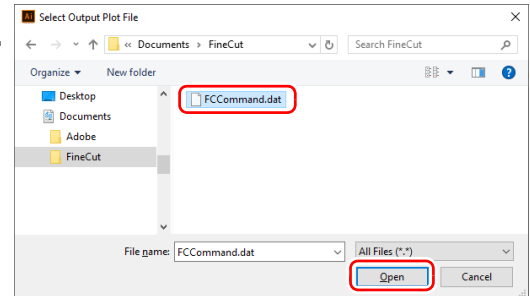 Ai Select Output Plot File
« Documents > FineCut
Search FineCut
Organize
New folder
Desktop
Documents
Adobe
FineCut
FCCommand.dat
File name: FCCommand.dat
All Files (*.*)
Open
Cancel